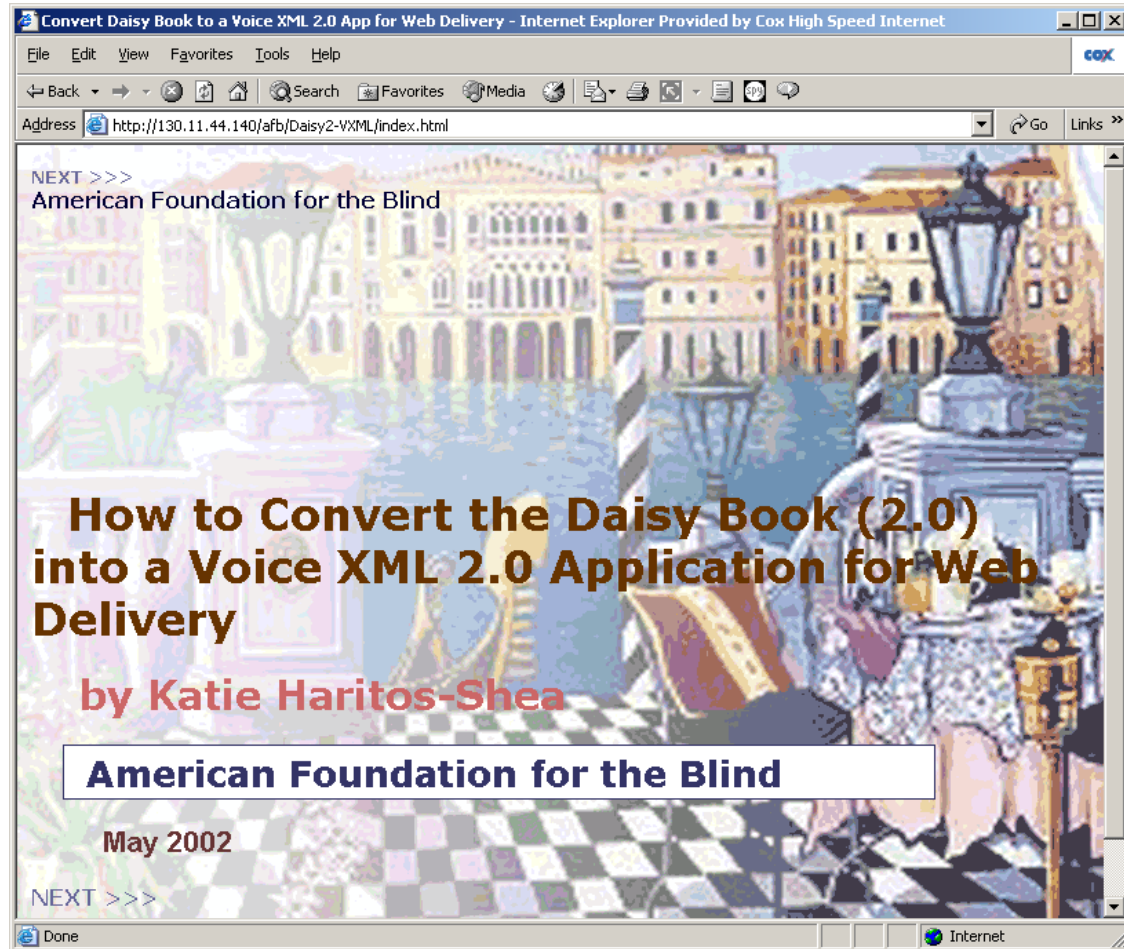 Convert Daisy Book to a Voice XML 2.0 App for Web Delivery - Internet Explorer Provided by Cox High Speed Internet
File Edit View Favorites Tools Help
cox
Back Search Favorites Media spy
Address http://130.11.44.140/afb/Daisy2-VXML/index.html Go Links »
NEXT >>>
American Foundation for the Blind
How to Convert the Daisy Book (2.0)
into a Voice XML 2.0 Application for Web
Delivery
by Katie Haritos-Shea
American Foundation for the Blind
May 2002
NEXT >>>
Done Internet